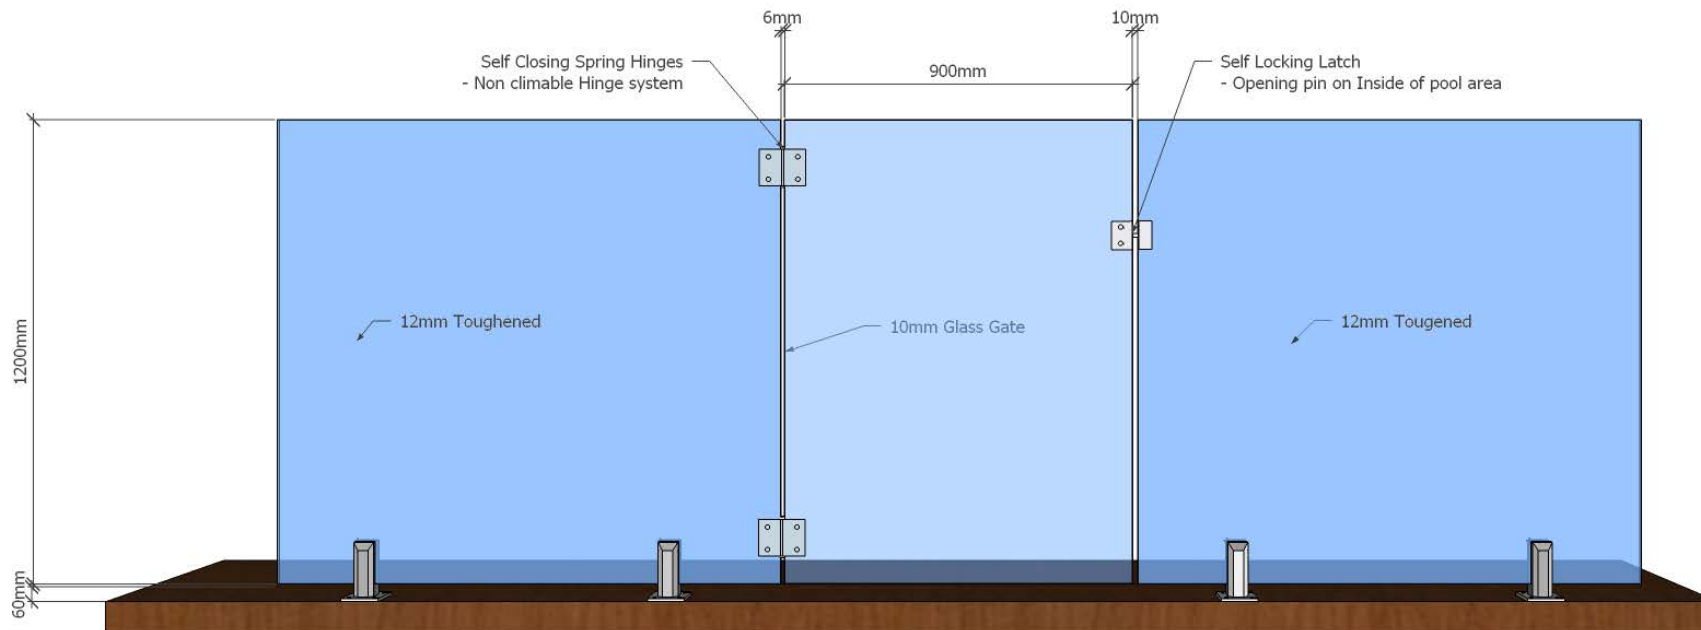 6mm
10mm
Self Closing Spring Hinges
- Non climable Hinge system
900mm
Self Locking Latch
- Opening pin on Inside of pool area
12mm Toughened
10mm Glass Gate
12mm Tougened
1200mm
60mm